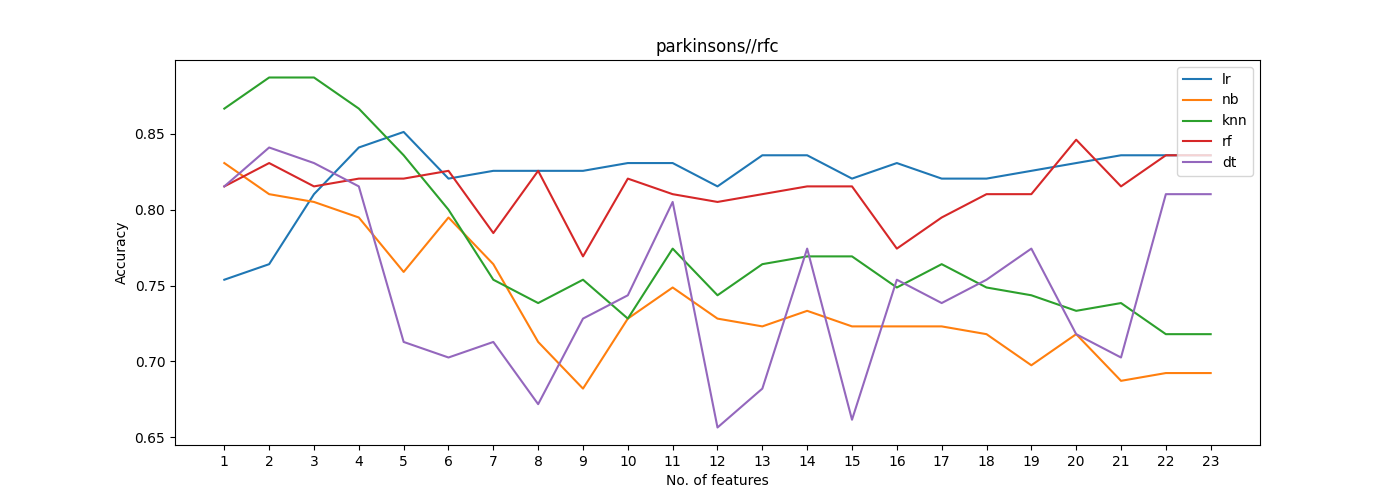 parkinsons//rfc
lr
nb
knn
rf
dt
Accuracy
0.85
0.80
0.75
0.70
0.65
1 2 3 4 5 6 7 8 9 10 11 12 13 14 15 16 17 18 19 20 21 22 23
No. of features